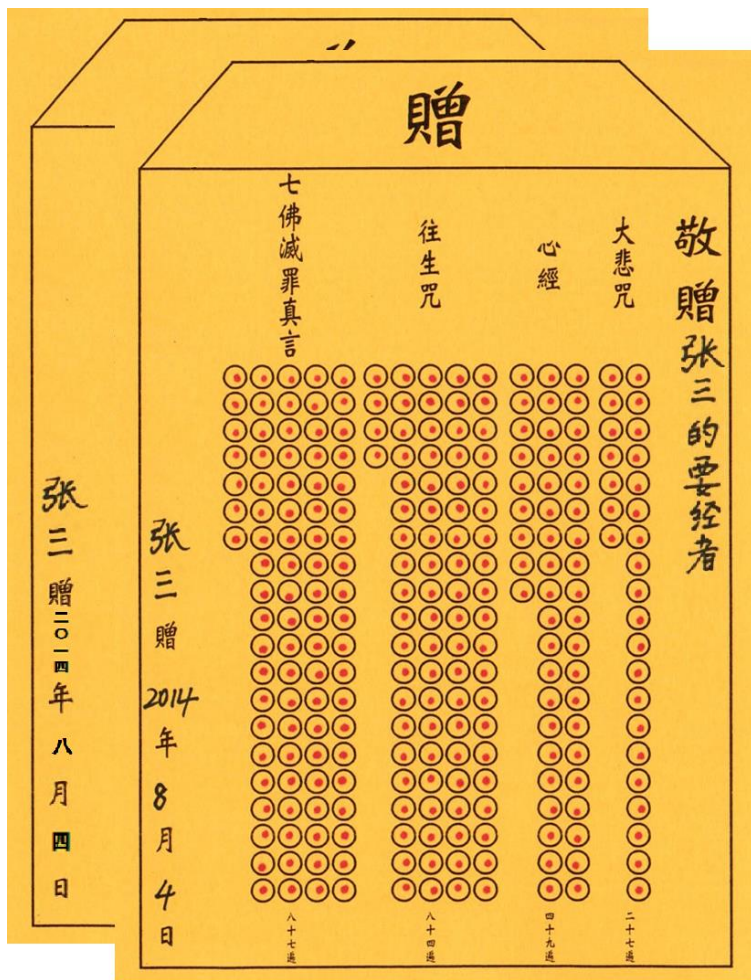 贈
敬贈张三的要经者
大悲咒
二十七遍
心經
四十九遍
往生咒
八十四遍
七佛滅罪真言
八十七遍
张三贈2014年8月4日
张三贈二〇一四年八月四日